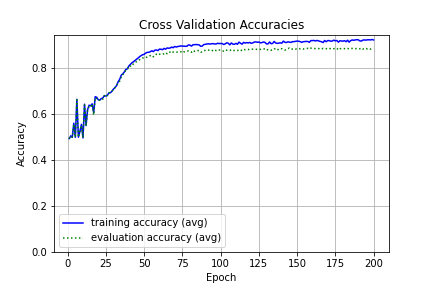 Cross Validation Accuracies
Accuracy
0.8
0.6
0.4
0.2
0.0
training accuracy (avg)
evaluation accuracy (avg)
0 25 50 75 100 125 150 175 200
Epoch